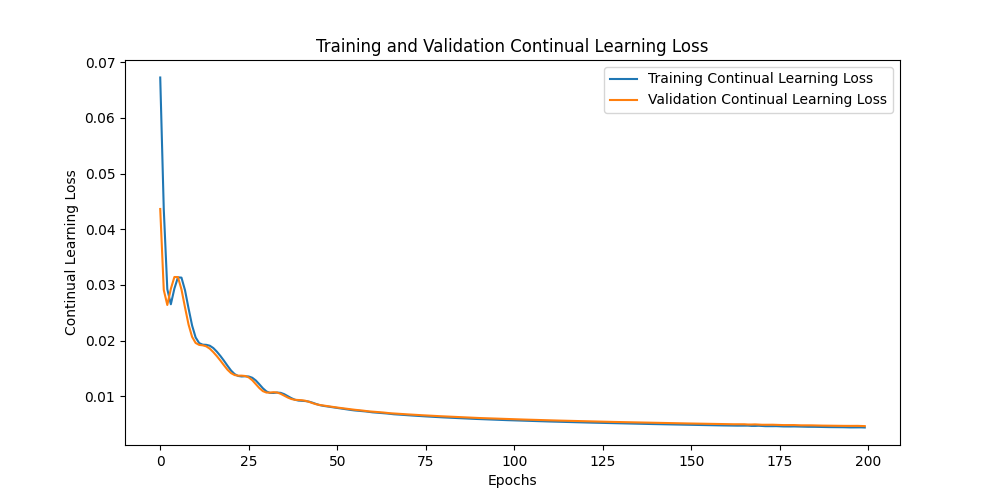 Training and Validation Continual Learning Loss
Training Continual Learning Loss
Validation Continual Learning Loss
Continual Learning Loss
0.07
0.06
0.05
0.04
0.03
0.02
0.01
0 25 50 75 100 125 150 175 200
Epochs